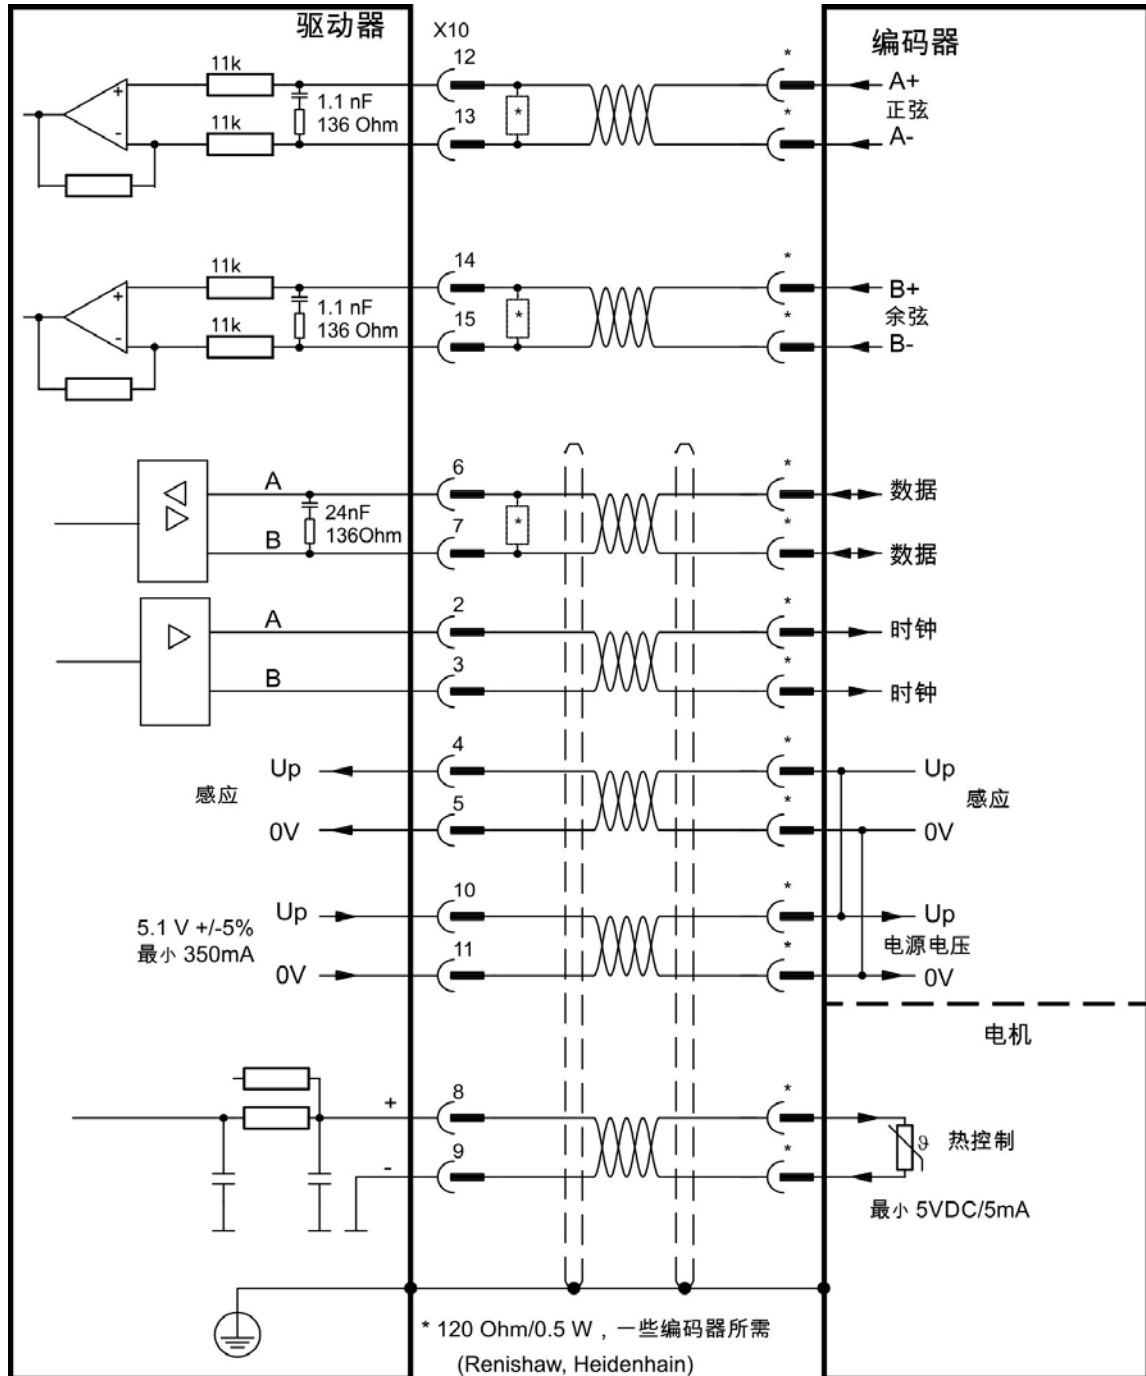 驱动器
X10
编码器
11k
12
*
A+
1.1 nF
136 Ohm
*
正弦
11k
13
*
A-
+
-
11k
14
*
B+
1.1 nF
136 Ohm
*
余弦
11k
15
*
B-
+
-
A
6
*
数据
24nF
136Ohm
*
B
7
*
数据
A
2
*
时钟
B
3
*
时钟
Up
4
*
Up
感应
感应
0V
5
*
0V
Up
10
*
Up
5.1 V +/-5%
最小 350mA
电源电压
0V
11
*
0V
电机
+
8
*
ϑ 热控制
-
9
*
最小 5VDC/5mA
* 120 Ohm/0.5 W，一些编码器所需
(Renishaw, Heidenhain)